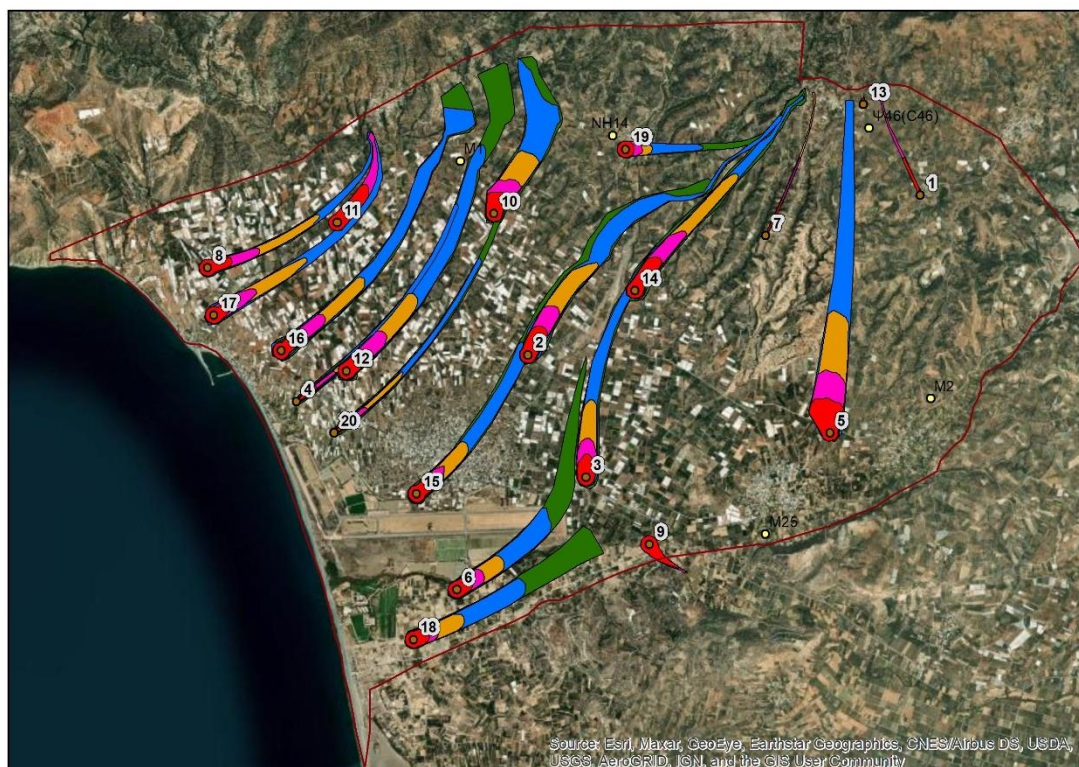 13
Ψ46(C46)
NH14
19
M
1
10
11
7
8
14
17
2
16
12
M2
4
5
20
3
15
M25
9
6
18
Source: Esri, Maxar, GeoEye, Earthstar Geographics, CNES/Airbus DS, USDA,
USGS, AeroGRID, IGN, and the GIS User Community